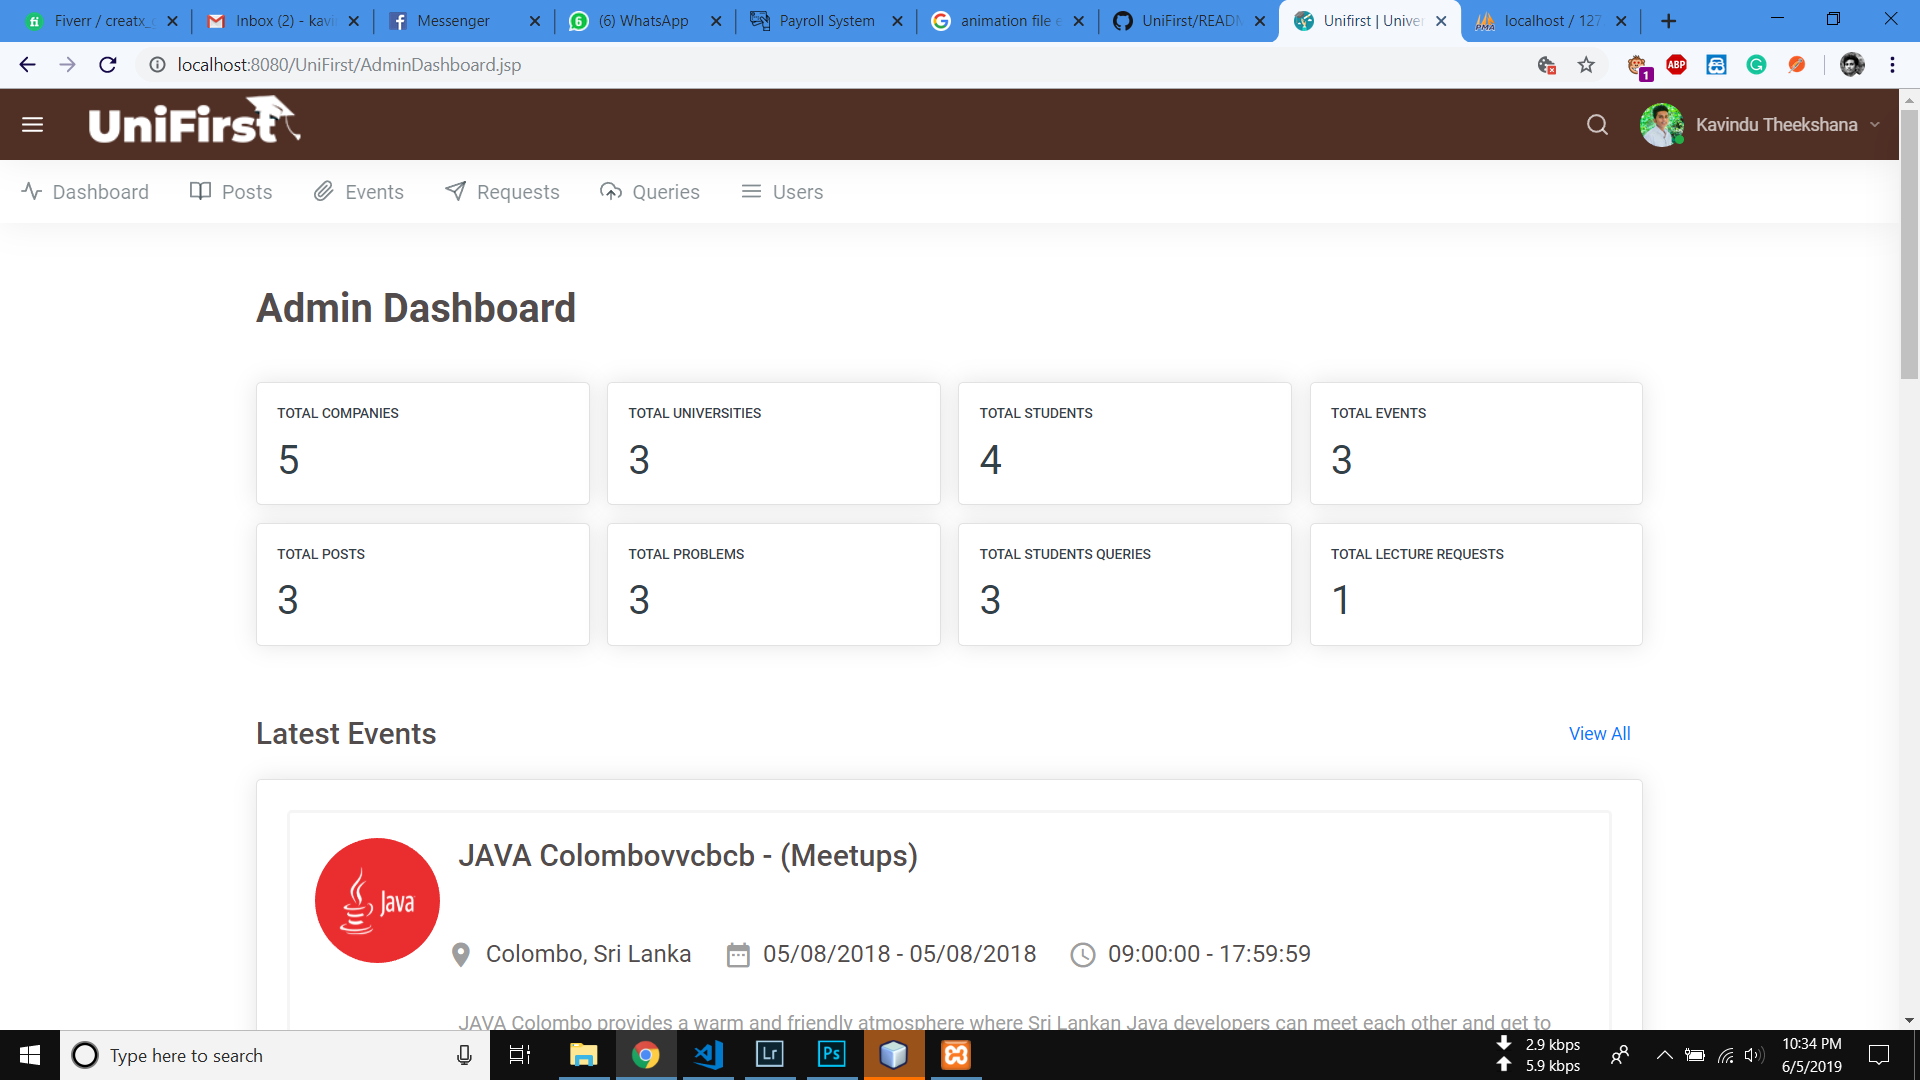 Fiverr / creatx_
Inbox (2) - kavi
Messenger
(6) WhatsApp
Payroll System
animation file e
UniFirst/READM
Unifirst | Univer
localhost / 127
localhost:8080/UniFirst/AdminDashboard.jsp
1
ABP
UniFirst
Kavindu Theekshana
Dashboard
Posts
Events
Requests
Queries
Users
Admin Dashboard
TOTAL COMPANIES
5
TOTAL UNIVERSITIES
3
TOTAL STUDENTS
4
TOTAL EVENTS
3
TOTAL POSTS
3
TOTAL PROBLEMS
3
TOTAL STUDENTS QUERIES
3
TOTAL LECTURE REQUESTS
1
Latest Events
View All
Java
JAVA Colombovvcbcb - (Meetups)
Colombo, Sri Lanka
05/08/2018 - 05/08/2018
09:00:00 - 17:59:59
JAVA Colombo provides a warm and friendly atmosphere where Sri Lankan Java developers can meet each other and get to
Type here to search
Lr
Ps
2.9 kbps
5.9 kbps
10:34 PM
6/5/2019